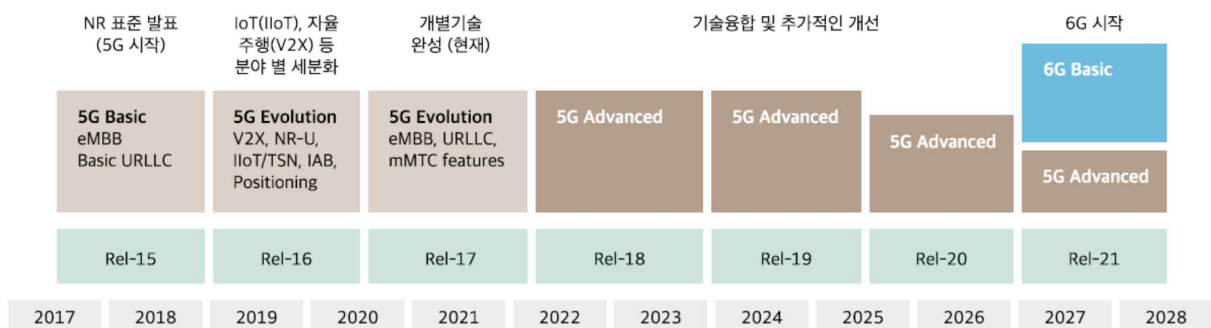 NR 표준 발표
(5G 시작)
IoT(IIoT), 자율
주행(V2X) 등
분야 별 세분화
개별기술
완성 (현재)
기술융합 및 추가적인 개선
6G 시작
5G Basic
eMBB
Basic URLLC
5G Evolution
V2X, NR-U,
IIoT/TSN, IAB,
Positioning
5G Evolution
eMBB, URLLC,
mMTC features
5G Advanced
5G Advanced
5G Advanced
6G Basic
5G Advanced
Rel-15
Rel-16
Rel-17
Rel-18
Rel-19
Rel-20
Rel-21
2017
2018
2019
2020
2021
2022
2023
2024
2025
2026
2027
2028